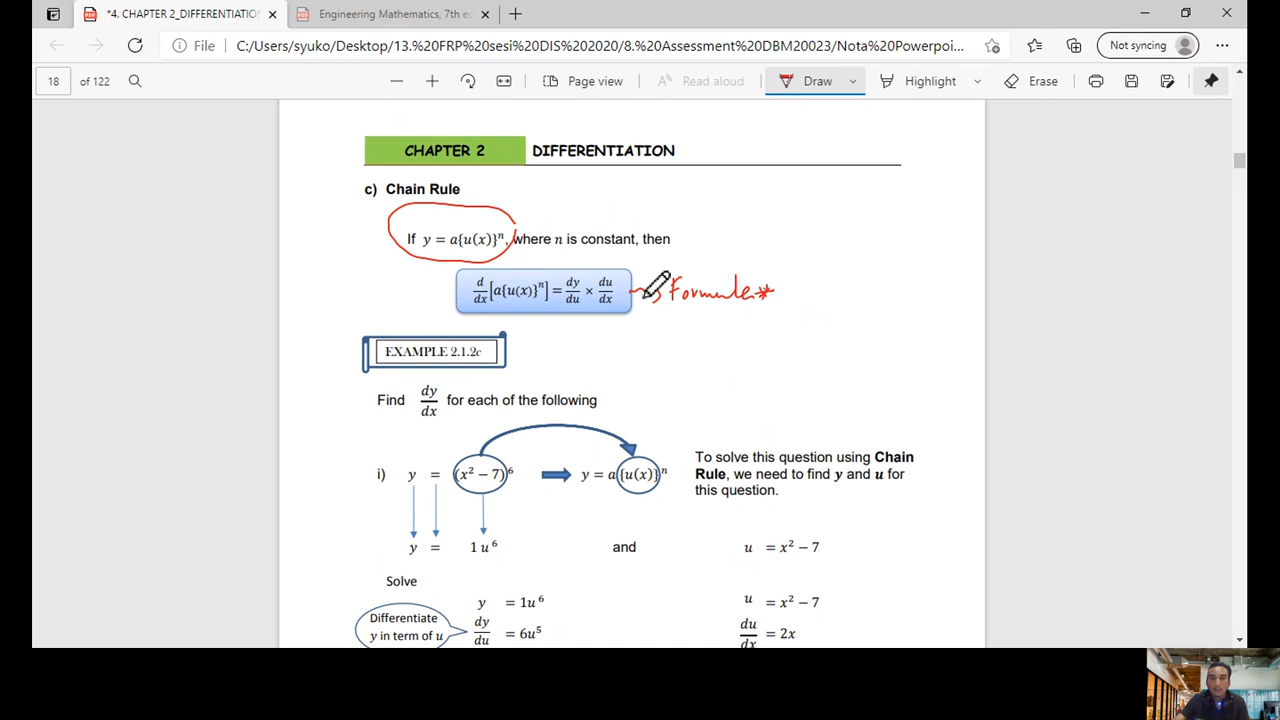 *4. CHAPTER 2_DIFFERENTIATIO
Engineering Mathematics, 7th e
File
C:/Users/syuko/Desktop/13.%20FRP%20sesi%20DIS%202020/8.%20Assessment%20DBM20023/Nota%20Powerpoi...
Not syncing
18 of 122
Page view
Read aloud
Draw
Highlight
Erase
CHAPTER 2 DIFFERENTIATION
c) Chain Rule
If y = a{u(x)}ⁿ, where n is constant, then
d/dx [a{u(x)}ⁿ] = dy/du × du/dx
Formula *
EXAMPLE 2.1.2c
Find dy/dx for each of the following
i) y = (x² − 7)⁶ y = a{u(x)}ⁿ
To solve this question using Chain
Rule, we need to find y and u for
this question.
y = 1u⁶ and u = x² − 7
Solve
y = 1u⁶ u = x² − 7
Differentiate
y in term of u
dy/du = 6u⁵ du/dx = 2x